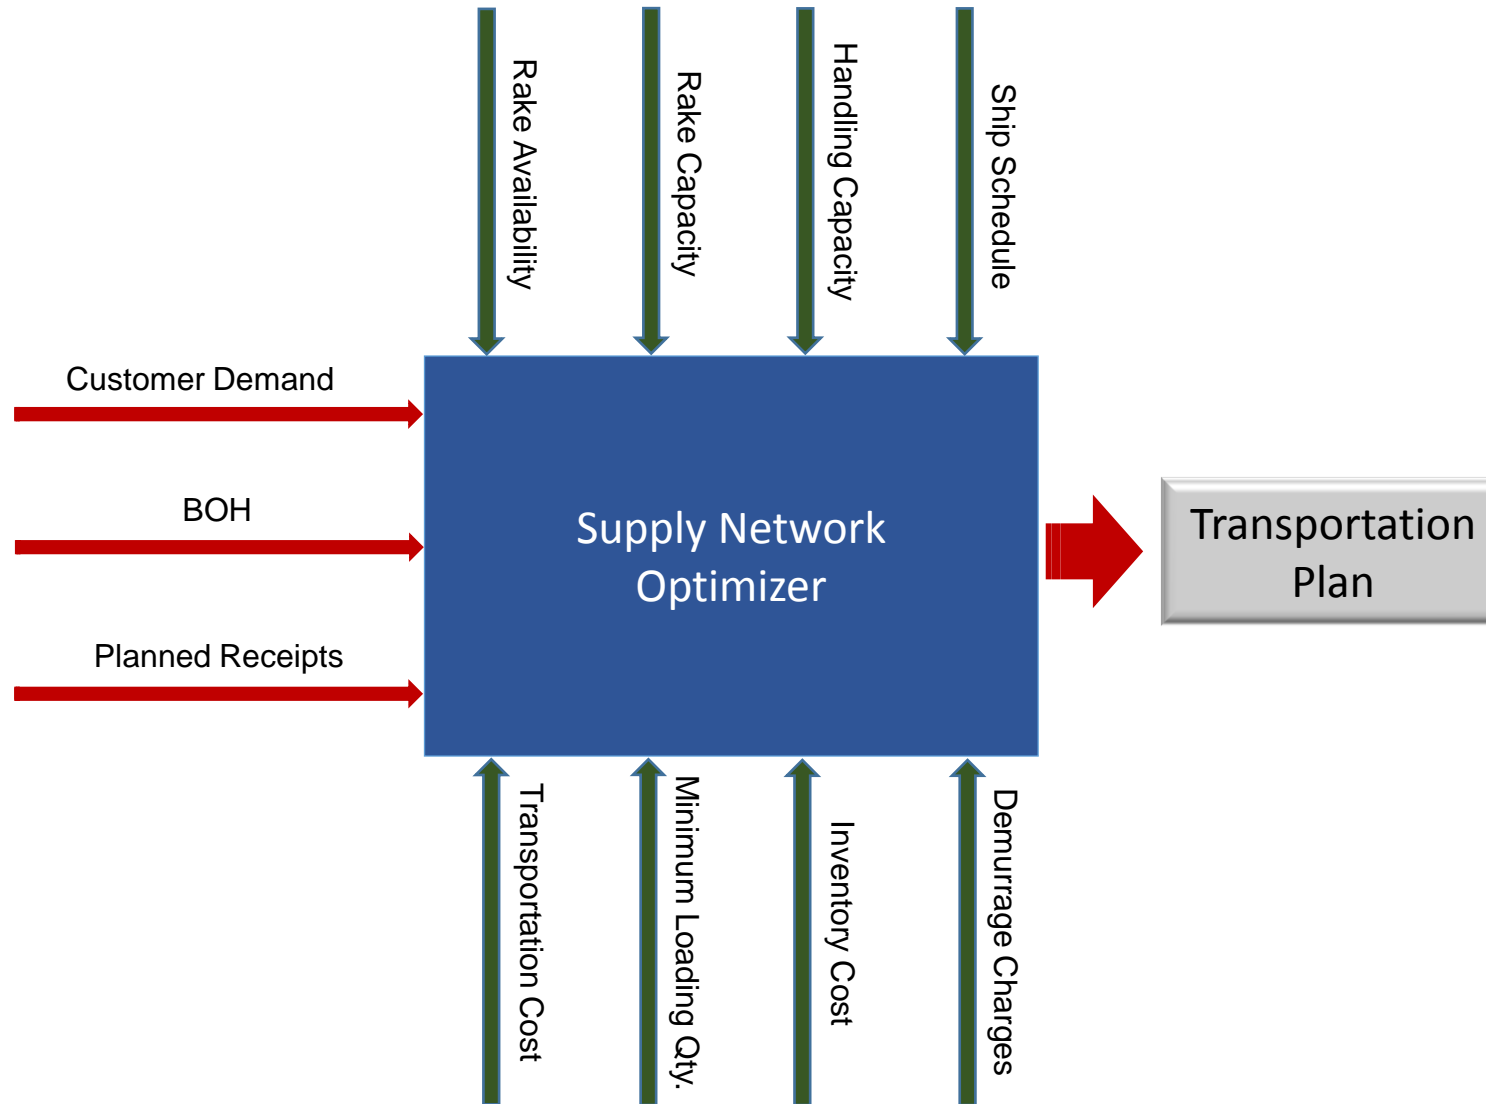 Rake Availability
Rake Capacity
Handling Capacity
Ship Schedule
Customer Demand
BOH
Planned Receipts
Supply Network
Optimizer
Transportation
Plan
Transportation Cost
Minimum Loading Qty.
Inventory Cost
Demurrage Charges